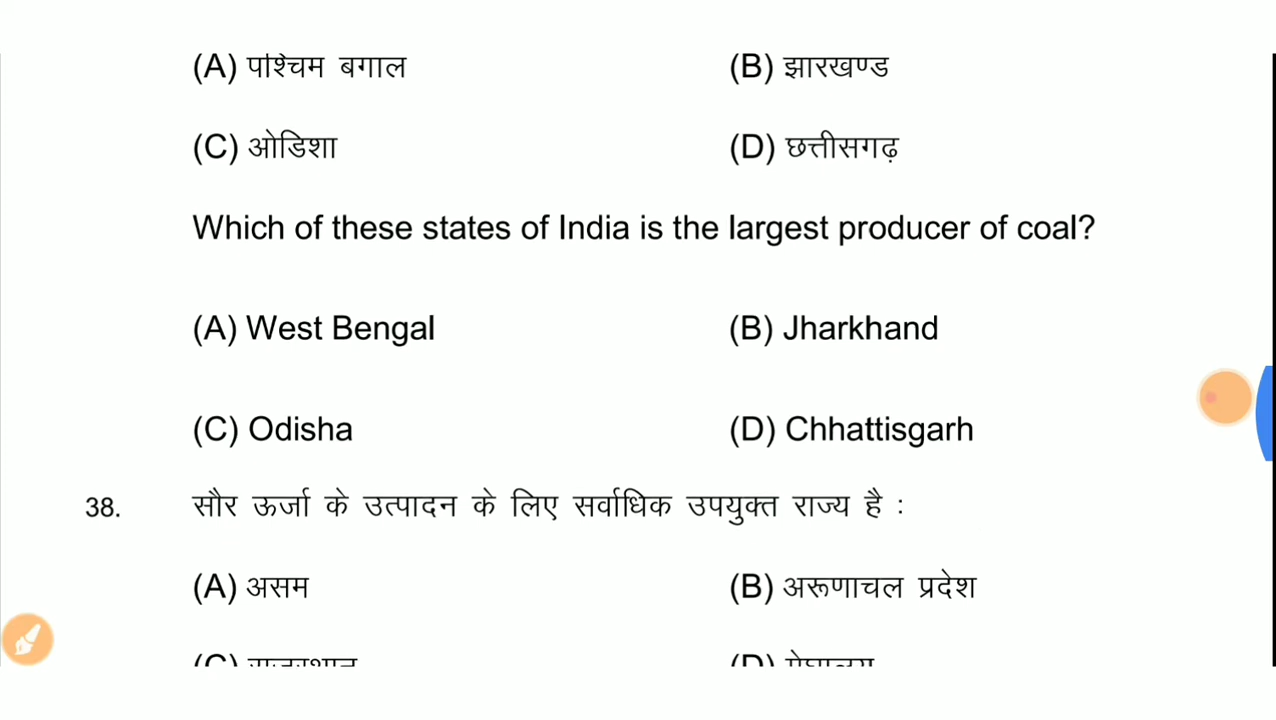 (A) पश्चिम बगाल (B) झारखण्ड
(C) ओडिशा (D) छत्तीसगढ़
Which of these states of India is the largest producer of coal?
(A) West Bengal (B) Jharkhand
(C) Odisha (D) Chhattisgarh
38. सौर ऊर्जा के उत्पादन के लिए सर्वाधिक उपयुक्त राज्य है :
(A) असम (B) अरूणाचल प्रदेश